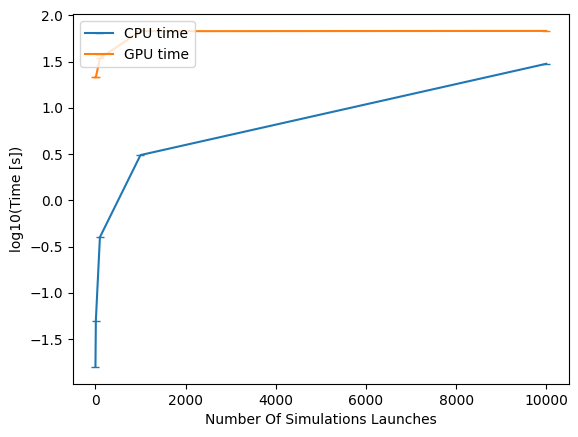 CPU time
GPU time
2.0
1.5
1.0
0.5
0.0
−0.5
−1.0
−1.5
log10(Time [s])
0 2000 4000 6000 8000 10000
Number Of Simulations Launches